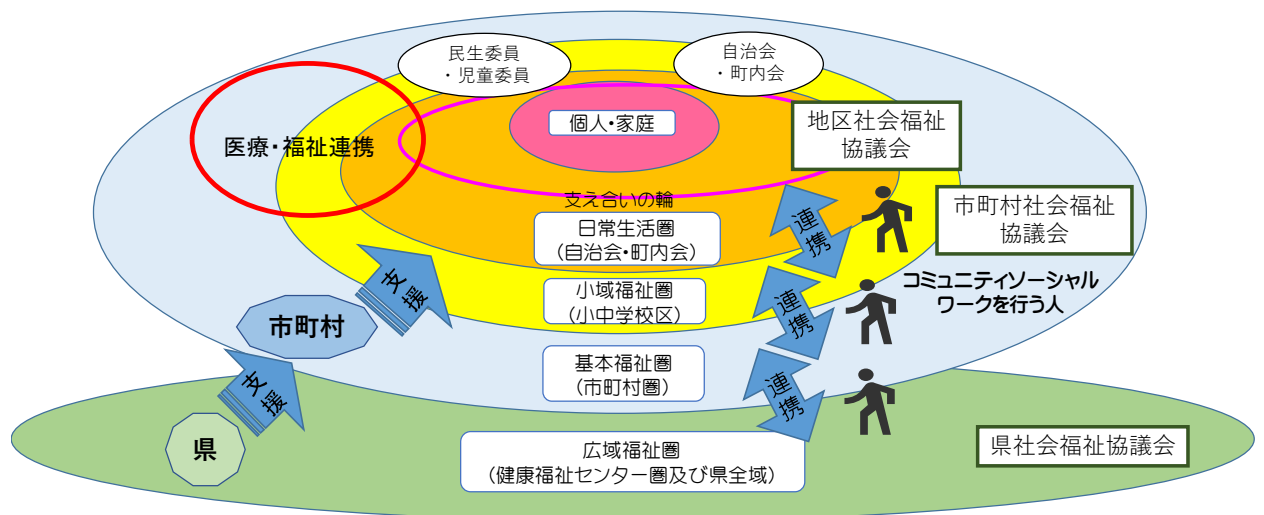 民生委員
・児童委員
自治会
・町内会
個人・家庭
地区社会福祉
協議会
医療・福祉連携
支え合いの輪
日常生活圏
(自治会・町内会)
連携
市町村社会福祉
協議会
支援
小域福祉圏
(小中学校区)
連携
コミュニティソーシャル
ワークを行う人
市町村
基本福祉圏
(市町村圏)
連携
支援
県
広域福祉圏
(健康福祉センター圏及び県全域)
県社会福祉協議会